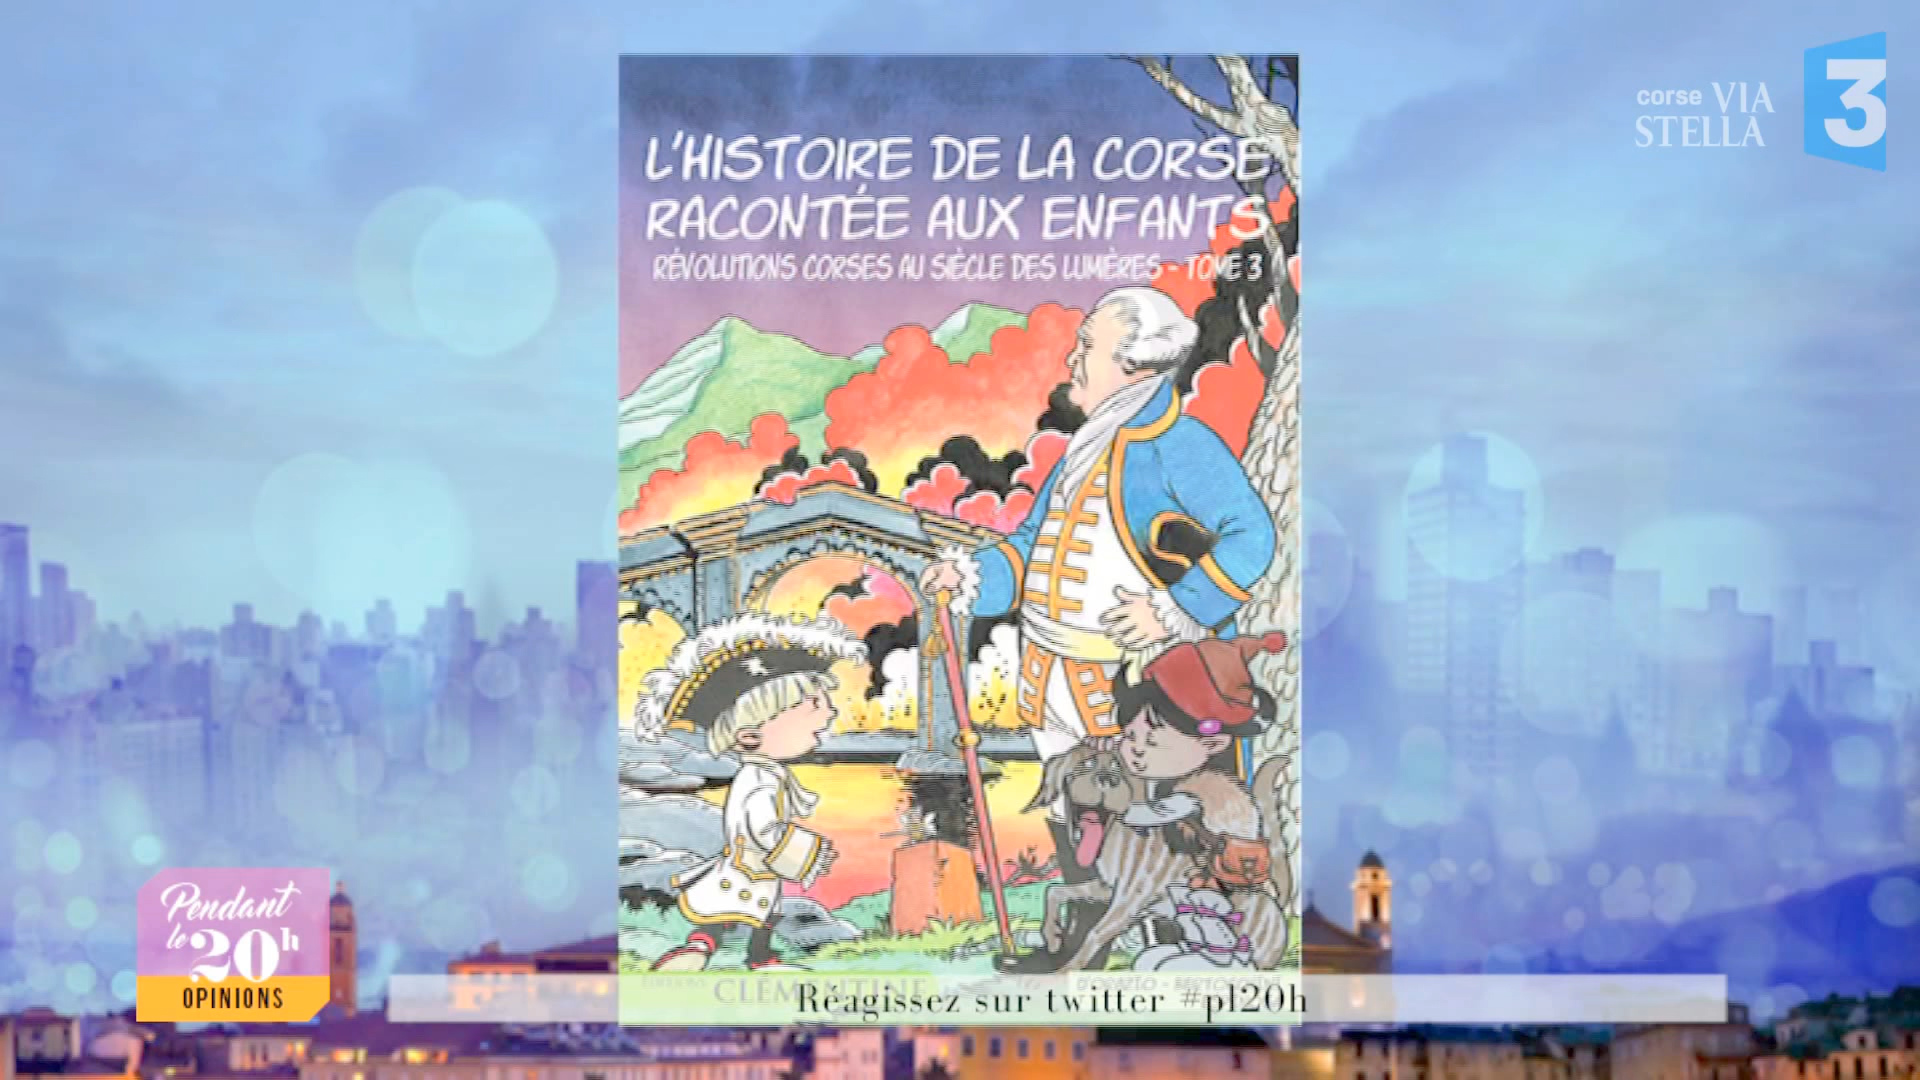 corse VIA
STELLA
3
L'HISTOIRE DE LA CORSE
RACONTÉE AUX ENFANTS
RÉVOLUTIONS CORSES AU SIÈCLE DES LUMIÈRES - TOME 3
Pendant
le 20h
OPINIONS
CLÉMENTINE
Réagissez sur twitter #pl20h